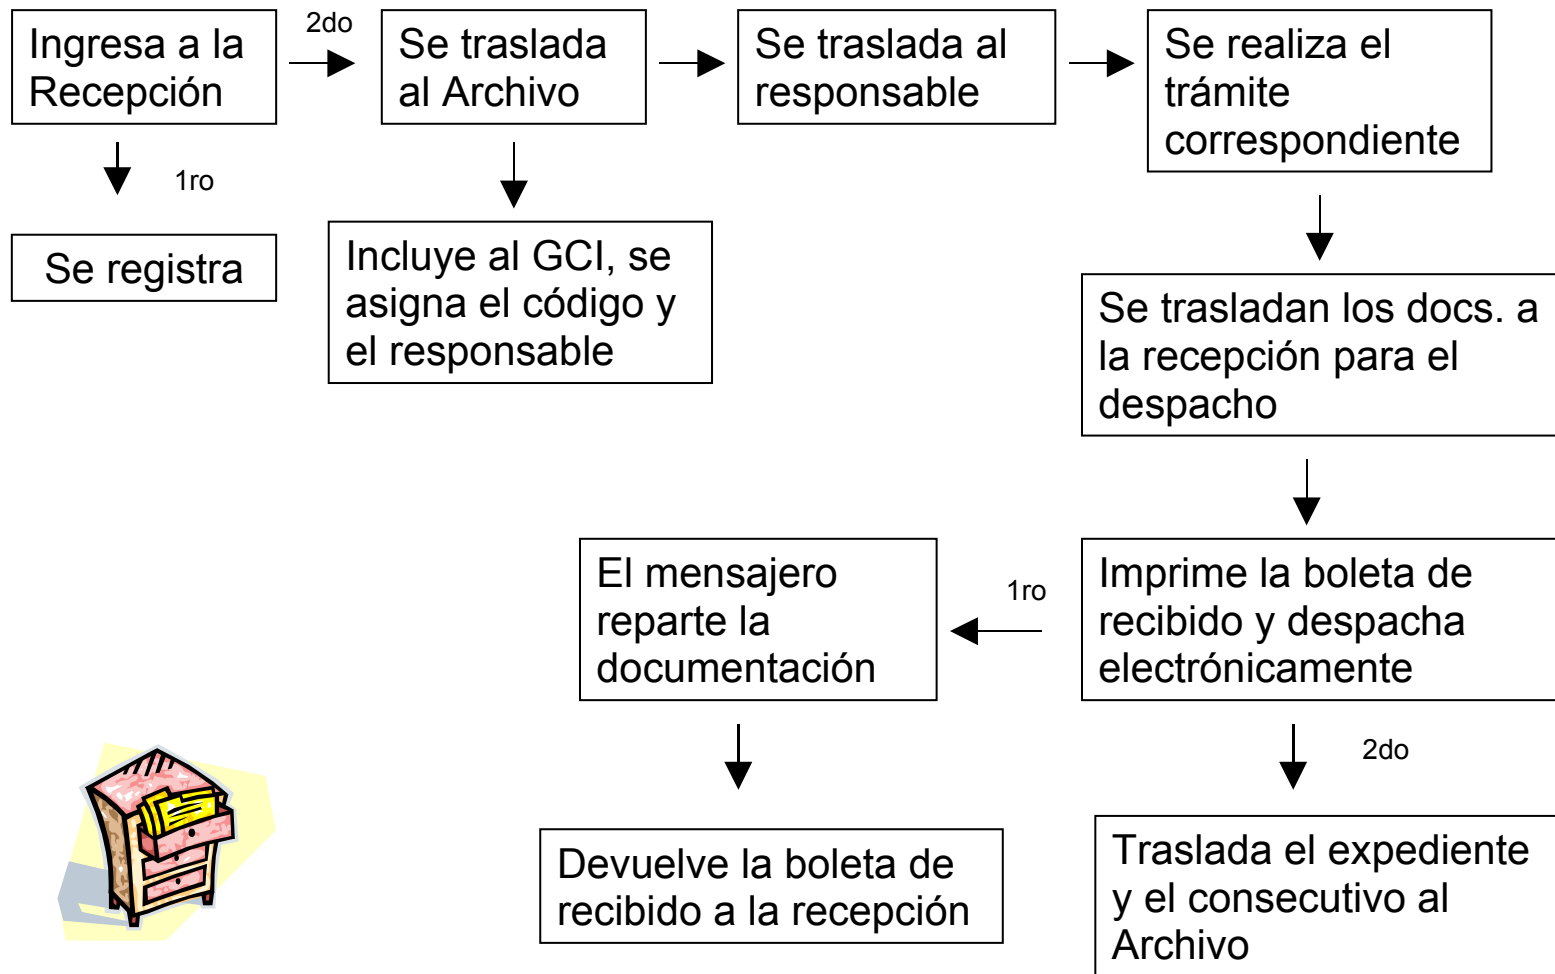 Ingresa a la
Recepción
2do
Se traslada
al Archivo
Se traslada al
responsable
Se realiza el
trámite
correspondiente
1ro
Se registra
Incluye al GCI, se
asigna el código y
el responsable
Se trasladan los docs. a
la recepción para el
despacho
El mensajero
reparte la
documentación
1ro
Imprime la boleta de
recibido y despacha
electrónicamente
2do
Devuelve la boleta de
recibido a la recepción
Traslada el expediente
y el consecutivo al
Archivo